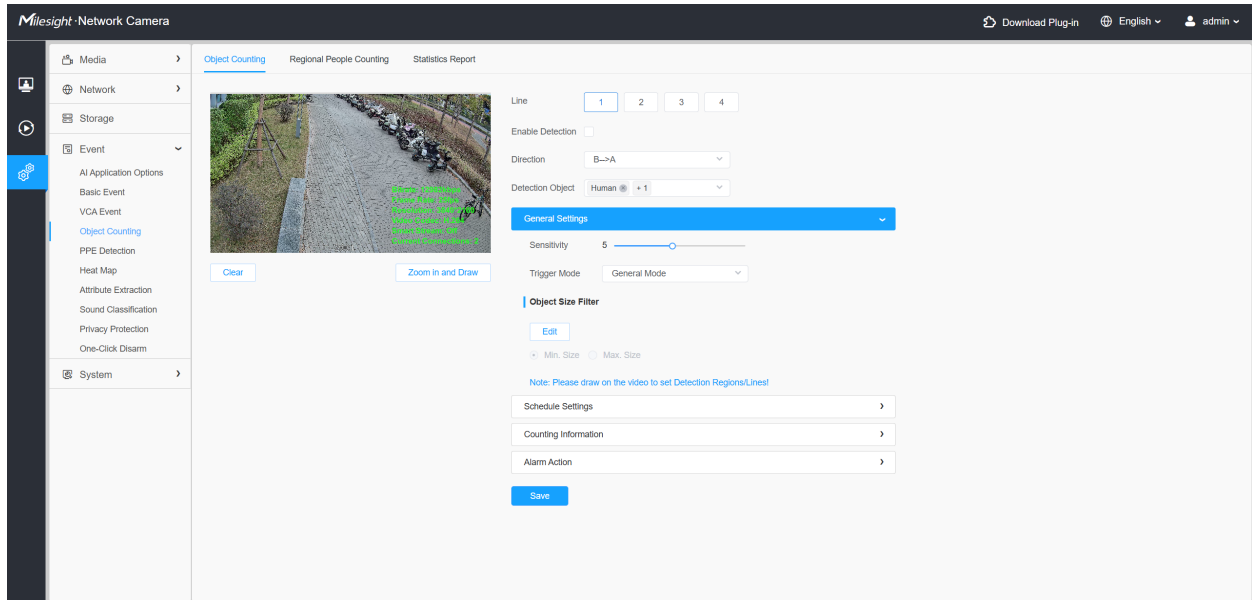 Milesight · Network Camera
Download Plug-in
English
admin
Media
Network
Storage
Event
AI Application Options
Basic Event
VCA Event
Object Counting
PPE Detection
Heat Map
Attribute Extraction
Sound Classification
Privacy Protection
One-Click Disarm
System
Object Counting Regional People Counting Statistics Report
Clear
Zoom in and Draw
Line 1 2 3 4
Enable Detection
Direction B-->A
Detection Object Human + 1
General Settings
Sensitivity 5
Trigger Mode General Mode
Object Size Filter
Edit
Min. Size Max. Size
Note: Please draw on the video to set Detection Regions/Lines!
Schedule Settings
Counting Information
Alarm Action
Save